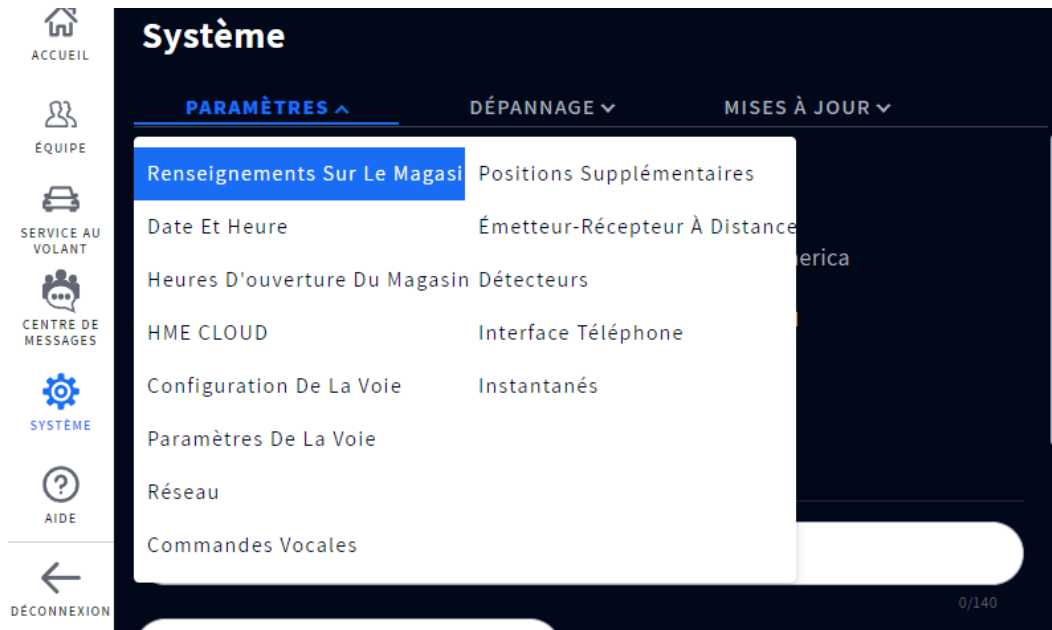 Système
ACCUEIL
ÉQUIPE
SERVICE AU
VOLANT
CENTRE DE
MESSAGES
SYSTÈME
AIDE
DÉCONNEXION
PARAMÈTRES
DÉPANNAGE
MISES À JOUR
Renseignements Sur Le Magasi
Date Et Heure
Heures D'ouverture Du Magasin
HME CLOUD
Configuration De La Voie
Paramètres De La Voie
Réseau
Commandes Vocales
Positions Supplémentaires
Émetteur-Récepteur À Distance
Détecteurs
Interface Téléphone
Instantanés
erica
0/140